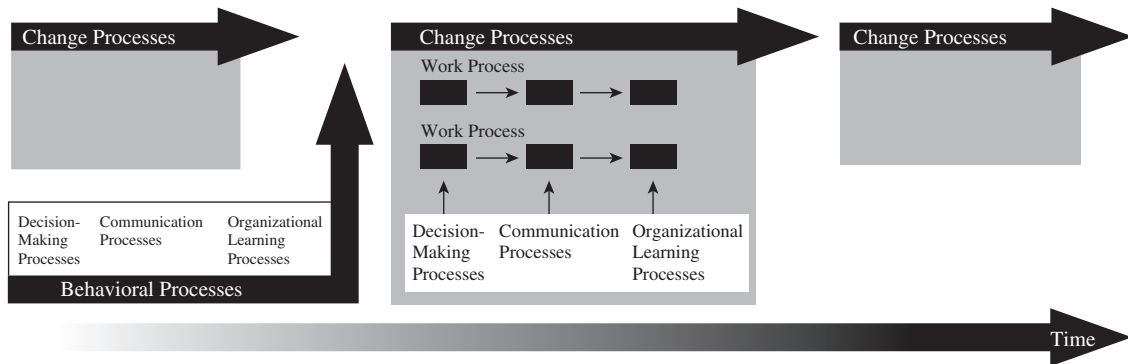 Change Processes
Change Processes
Change Processes
Work Process
Work Process
Decision-
Making
Processes
Communication
Processes
Organizational
Learning
Processes
Behavioral Processes
Decision-
Making
Processes
Communication
Processes
Organizational
Learning
Processes
Time